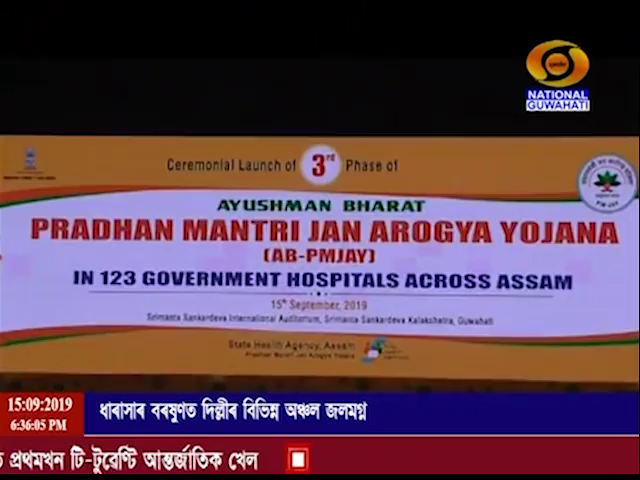 NATIONAL
GUWAHATI
Ceremonial Launch of 3rd Phase of
AYUSHMAN BHARAT
PRADHAN MANTRI JAN AROGYA YOJANA
(AB-PMJAY)
IN 123 GOVERNMENT HOSPITALS ACROSS ASSAM
15th September, 2019
Srimanta Sankardeva International Auditorium, Srimanta Sankardeva Kalakshetra, Guwahati
State Health Agency, Assam
Pradhan Mantri Jan Arogya Yojana
15:09:2019
6:36:05 PM
ধাৰাসাৰ বৰষুণত দিল্লীৰ বিভিন্ন অঞ্চল জলমগ্ন
ত প্ৰথমখন টি-টুৱেণ্টি আন্তৰ্জাতিক খেল